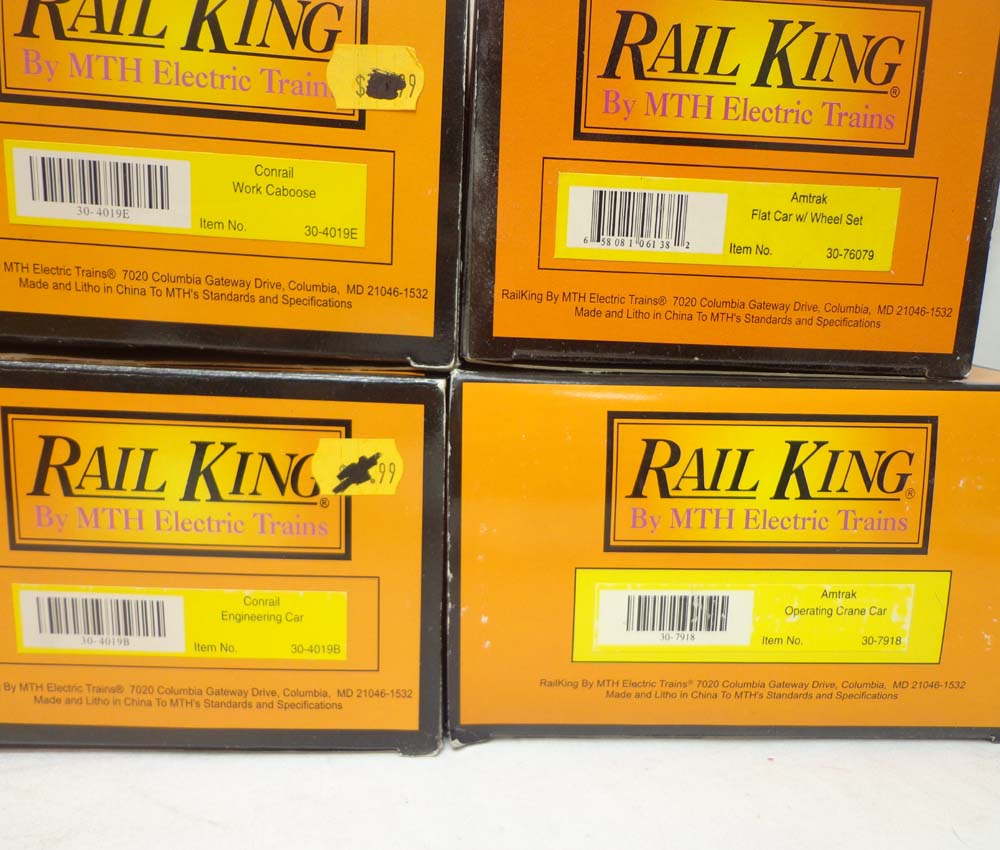 RAIL KING
By MTH Electric Train
$ 9
30-4019E
Conrail
Work Caboose
Item No. 30-4019E
MTH Electric Trains® 7020 Columbia Gateway Drive, Columbia, MD 21046-1532
Made and Litho in China To MTH's Standards and Specifications
RAIL KING®
By MTH Electric Trains
6 58081 06138 2
Amtrak
Flat Car w/ Wheel Set
Item No. 30-76079
RailKing By MTH Electric Trains® 7020 Columbia Gateway Drive, Columbia, MD 21046-1532
Made and Litho in China To MTH's Standards and Specifications
RAIL KING®
By MTH Electric Trains
.99
30-4019B
Conrail
Engineering Car
Item No. 30-4019B
By MTH Electric Trains® 7020 Columbia Gateway Drive, Columbia, MD 21046-1532
Made and Litho in China To MTH's Standards and Specifications
RAIL KING®
By MTH Electric Trains
30-7918
Amtrak
Operating Crane Car
Item No. 30-7918
RailKing By MTH Electric Trains® 7020 Columbia Gateway Drive, Columbia, MD 21046-1532
Made and Litho in China To MTH's Standards and Specifications